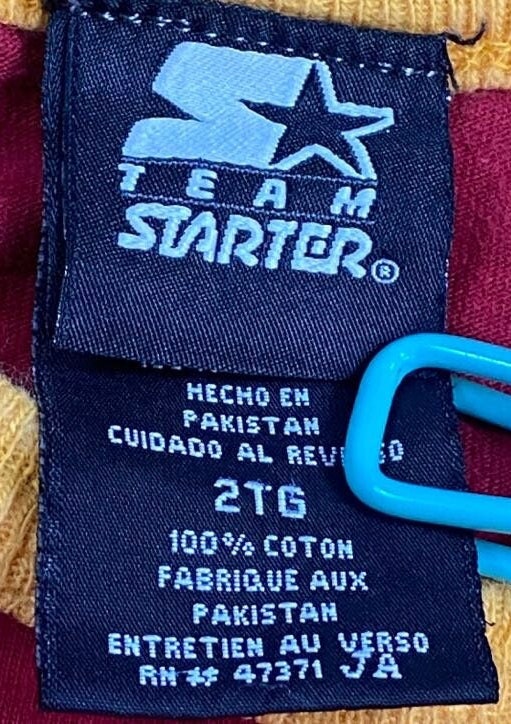 TEAM
STARTER®
HECHO EN
PAKISTAN
CUIDADO AL
2TG
100% COTON
FABRIQUE AUX
PAKISTAN
ENTRETIEN AU VERSO
RN # 47371 JA